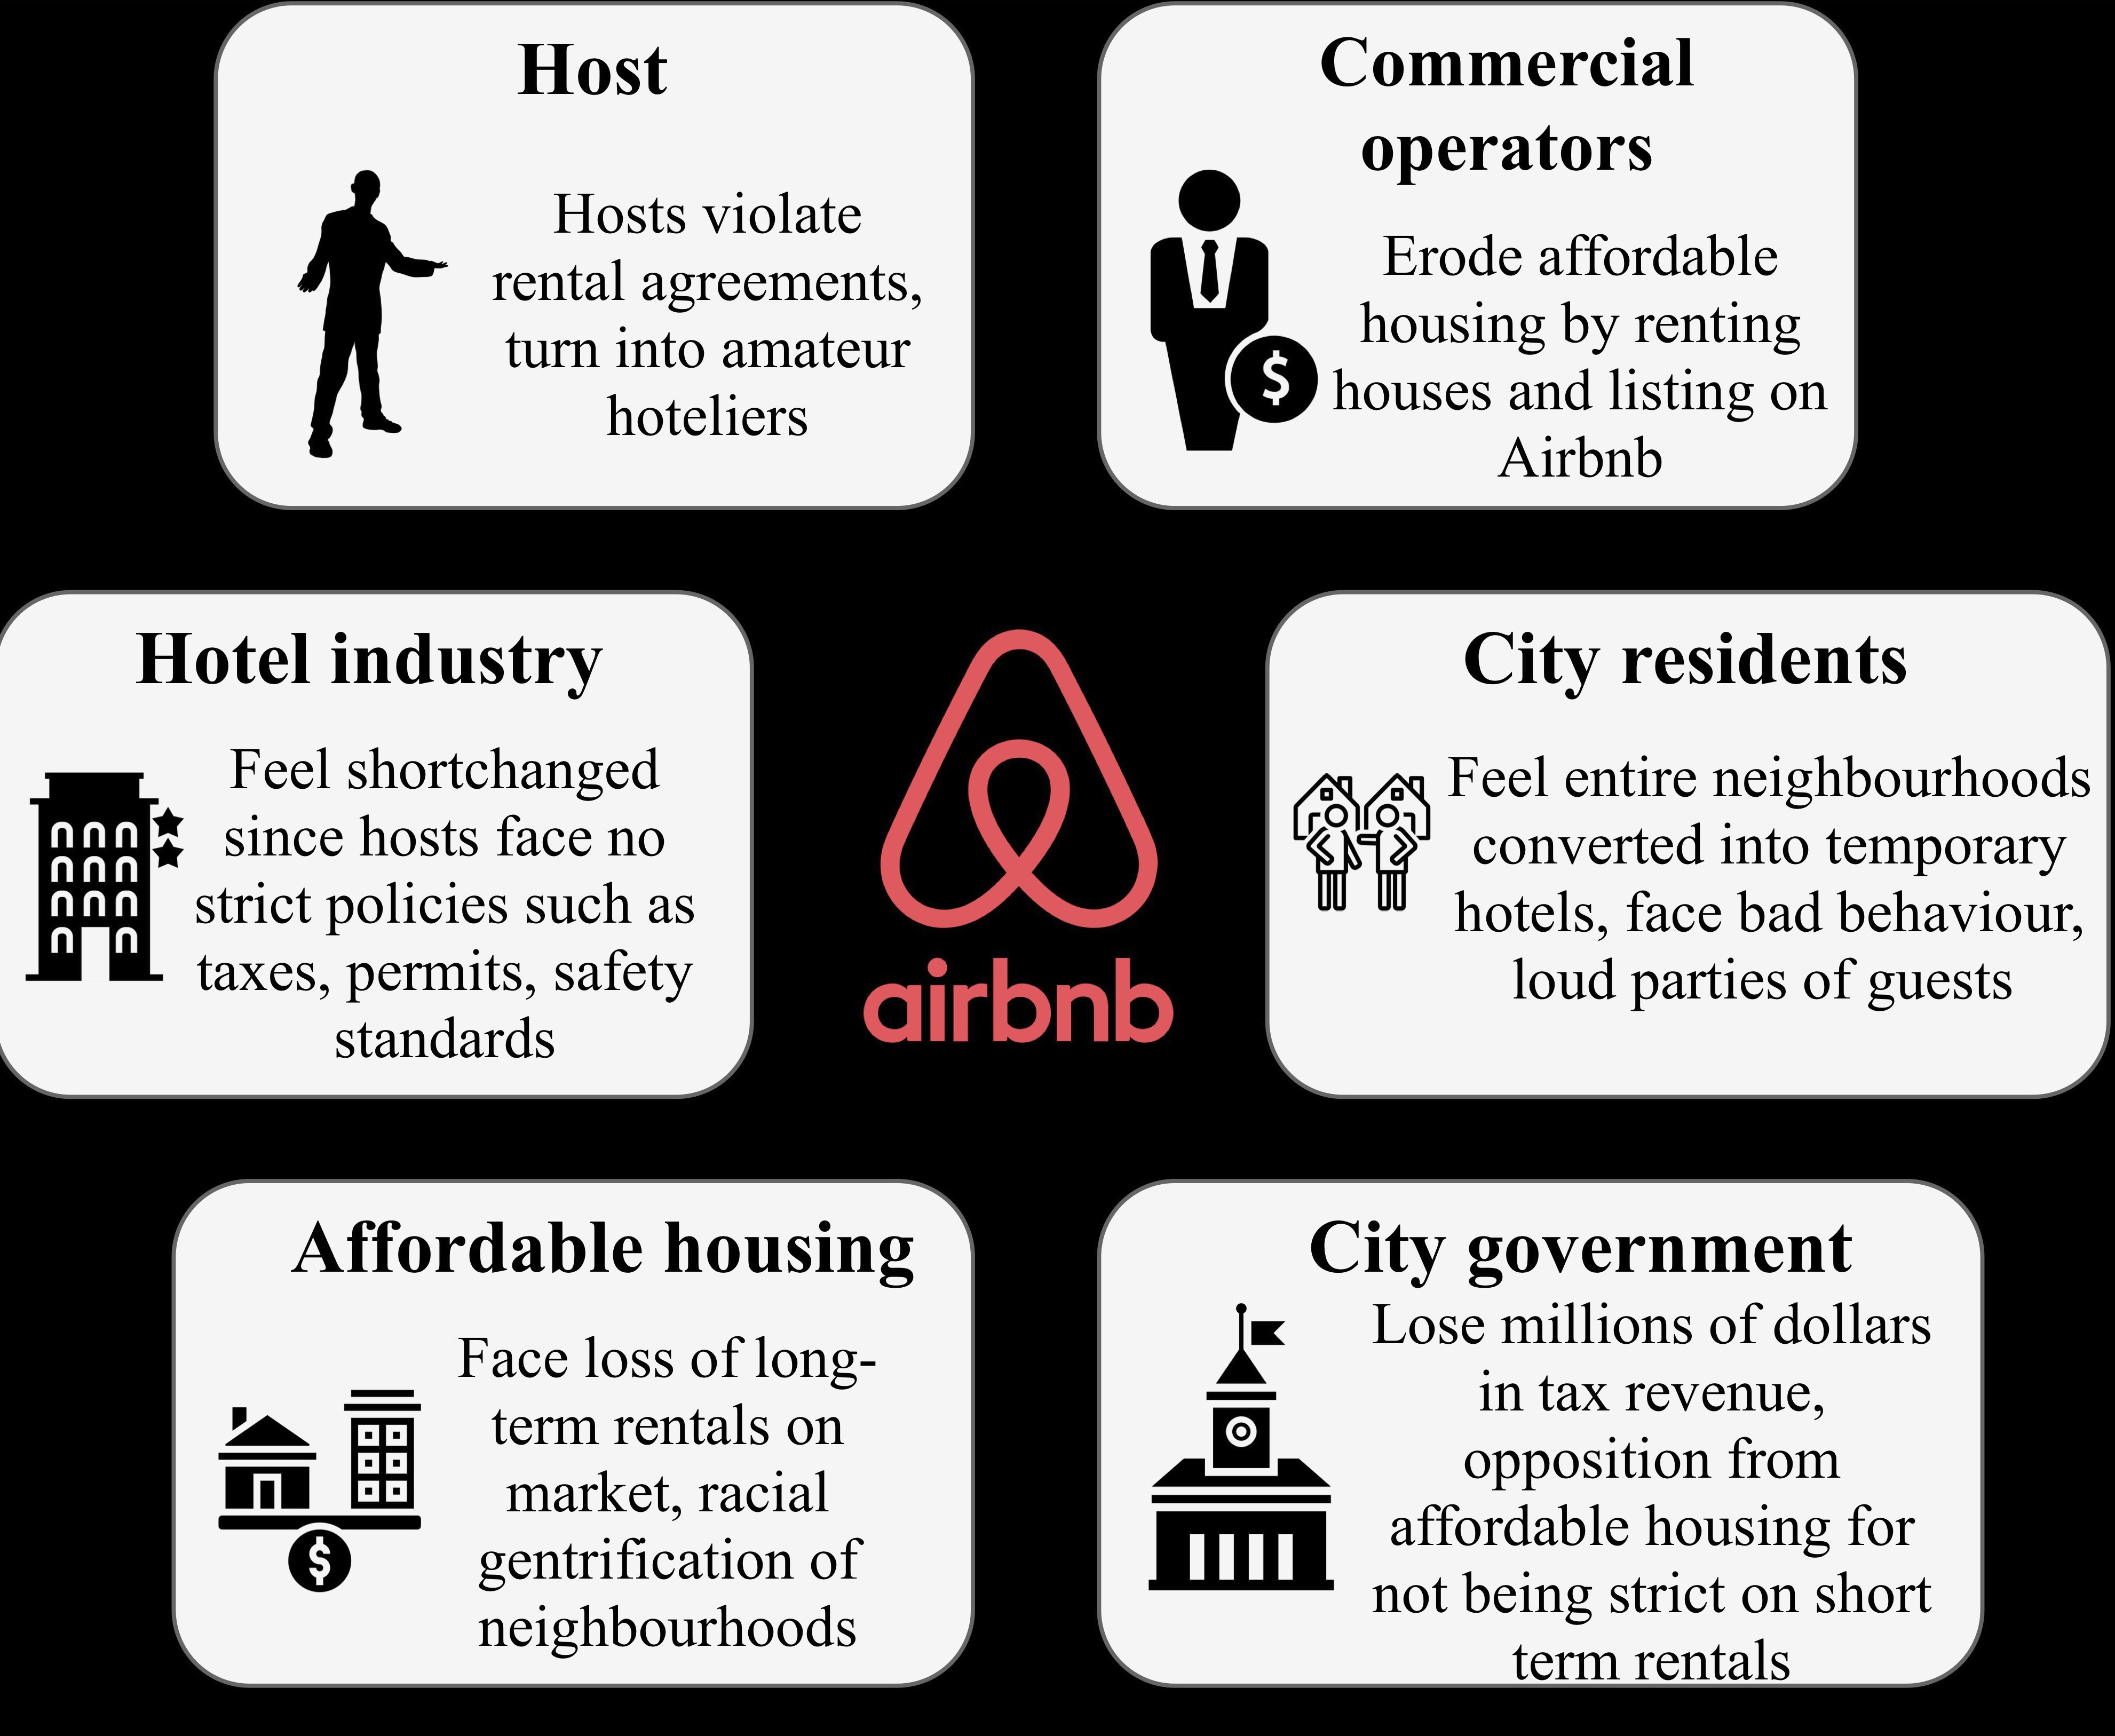 Host
Hosts violate
rental agreements,
turn into amateur
hoteliers
Commercial
operators
Erode affordable
housing by renting
houses and listing on
Airbnb
$
Hotel industry
Feel shortchanged
since hosts face no
strict policies such as
taxes, permits, safety
standards
airbnb
City residents
Feel entire neighbourhoods
converted into temporary
hotels, face bad behaviour,
loud parties of guests
Affordable housing
Face loss of long-
term rentals on
market, racial
gentrification of
neighbourhoods
$
City government
Lose millions of dollars
in tax revenue,
opposition from
affordable housing for
not being strict on short
term rentals